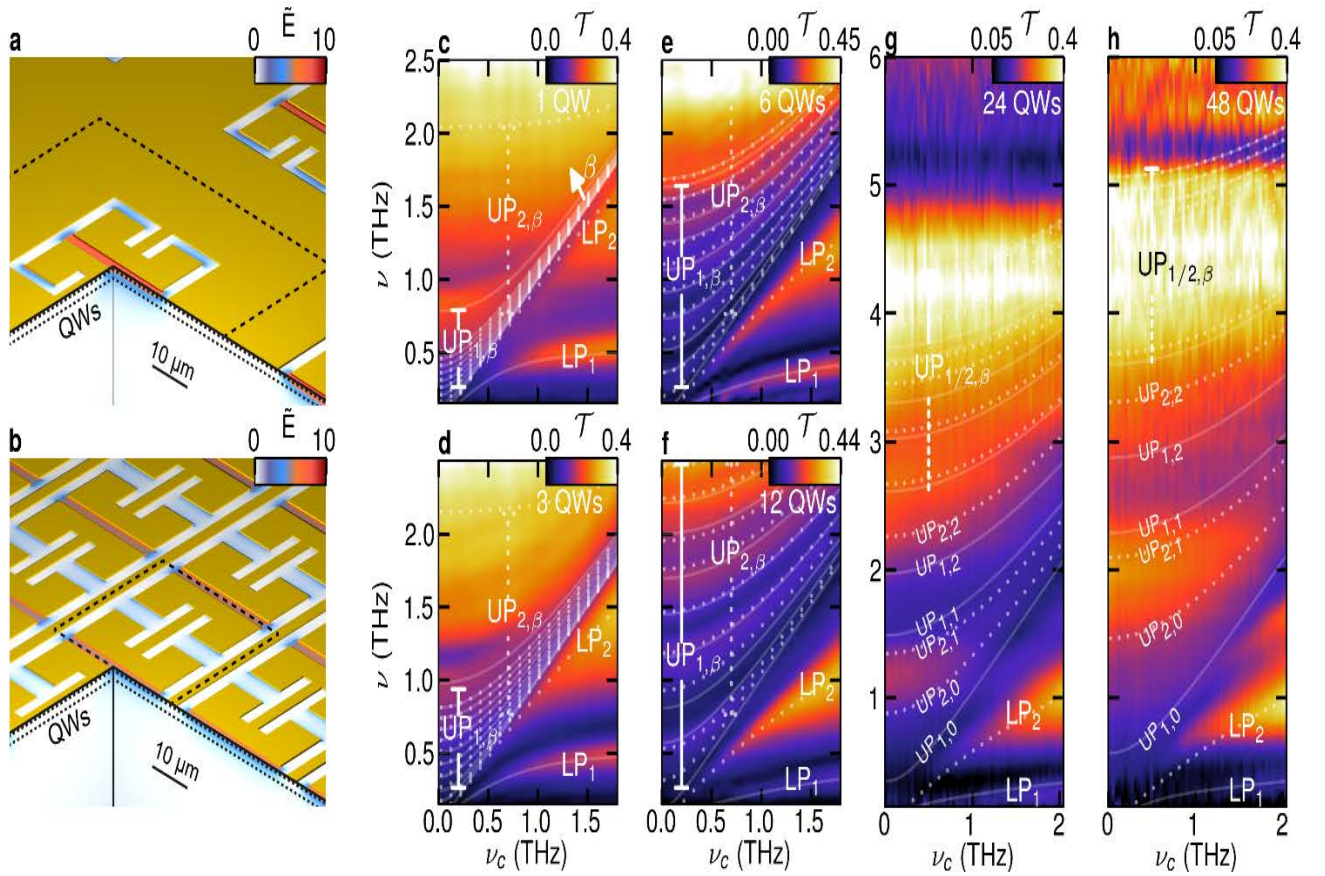 a
Ẽ
0 10
QWs
10 μm
b
Ẽ
0 10
QWs
10 μm
c
𝒯
0.0 0.4
1 QW
β
UP2,β
LP2
UP1,β
LP1
2.5
2.0
1.5
1.0
0.5
ν (THz)
d
𝒯
0.0 0.4
3 QWs
UP2,β
LP2
UP1,β
LP1
2.0
1.5
1.0
0.5
ν (THz)
0.0 0.5 1.0 1.5
νc (THz)
e
𝒯
0.00 0.45
6 QWs
UP2,β
UP1,β
LP2
LP1
f
𝒯
0.00 0.44
12 QWs
UP2,β
UP1,β
LP2
LP1
0.0 0.5 1.0 1.5
νc (THz)
g
𝒯
0.05 0.4
24 QWs
6
5
4
3
2
1
UP1/2,β
UP2,2
UP1,2
UP1,1
UP2,1
UP2,0
UP1,0
LP2
LP1
0 1 2
νc (THz)
h
𝒯
0.05 0.4
48 QWs
UP1/2,β
UP2,2
UP1,2
UP1,1
UP2,1
UP2,0
UP1,0
LP2
LP1
0 1 2
νc (THz)